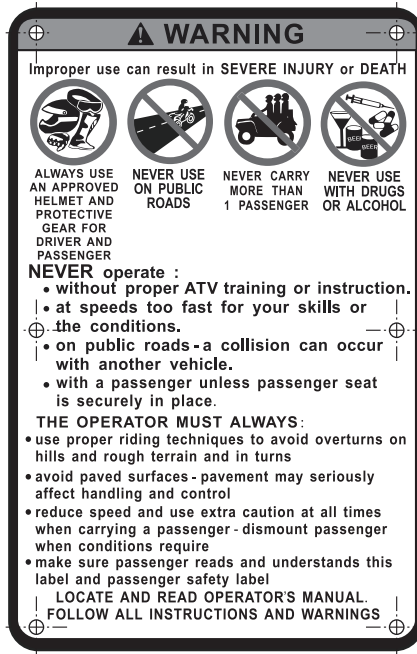 WARNING
Improper use can result in SEVERE INJURY or DEATH
ALWAYS USE
AN APPROVED
HELMET AND
PROTECTIVE
GEAR FOR
DRIVER AND
PASSENGER
NEVER USE
ON PUBLIC
ROADS
NEVER CARRY
MORE THAN
1 PASSENGER
BEER
BEER
NEVER USE
WITH DRUGS
OR ALCOHOL
NEVER operate :
• without proper ATV training or instruction.
• at speeds too fast for your skills or
the conditions.
• on public roads - a collision can occur
with another vehicle.
• with a passenger unless passenger seat
is securely in place.
THE OPERATOR MUST ALWAYS:
• use proper riding techniques to avoid overturns on
hills and rough terrain and in turns
• avoid paved surfaces - pavement may seriously
affect handling and control
• reduce speed and use extra caution at all times
when carrying a passenger - dismount passenger
when conditions require
• make sure passenger reads and understands this
label and passenger safety label
LOCATE AND READ OPERATOR'S MANUAL.
FOLLOW ALL INSTRUCTIONS AND WARNINGS